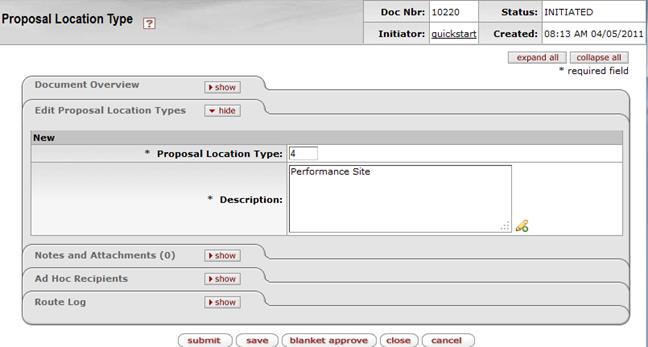 Proposal Location Type ?
Doc Nbr: 10220 Status: INITIATED
Initiator: quickstart Created: 08:13 AM 04/05/2011
expand all collapse all
* required field
Document Overview show
Edit Proposal Location Types hide
New
* Proposal Location Type: 4
* Description: Performance Site
Notes and Attachments (0) show
Ad Hoc Recipients show
Route Log show
submit save blanket approve close cancel